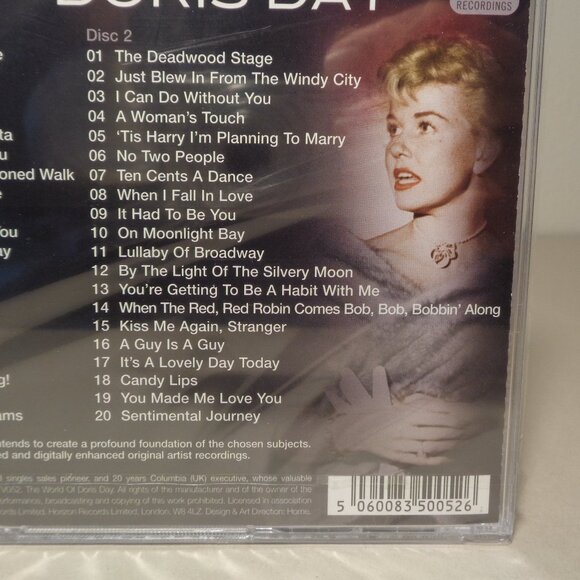 DORIS DAY
RECORDINGS
Disc 2
01 The Deadwood Stage
02 Just Blew In From The Windy City
03 I Can Do Without You
04 A Woman's Touch
05 'Tis Harry I'm Planning To Marry
06 No Two People
oned Walk
07 Ten Cents A Dance
08 When I Fall In Love
09 It Had To Be You
10 On Moonlight Bay
11 Lullaby Of Broadway
12 By The Light Of The Silvery Moon
13 You're Getting To Be A Habit With Me
14 When The Red, Red Robin Comes Bob, Bob, Bobbin' Along
15 Kiss Me Again, Stranger
16 A Guy Is A Guy
17 It's A Lovely Day Today
18 Candy Lips
19 You Made Me Love You
20 Sentimental Journey
tends to create a profound foundation of the chosen subjects.
ed and digitally enhanced original artist recordings.
singles sales pioneer, and 20 years Columbia (UK) executive, whose valuable
The World Of Doris Day. All rights of the manufacturer and of the owner of the
erformance, broadcasting and copying of this work prohibited. Licensed in association
ords Limited, London, W8 4LZ. Design & Art Direction: Home.
5 060083 500526